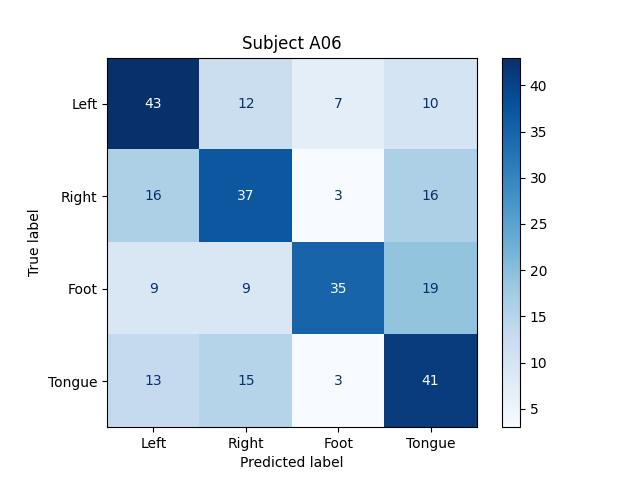 Subject A06
True label
Left 43 12 7 10
Right 16 37 3 16
Foot 9 9 35 19
Tongue 13 15 3 41
Left Right Foot Tongue
Predicted label
40
35
30
25
20
15
10
5